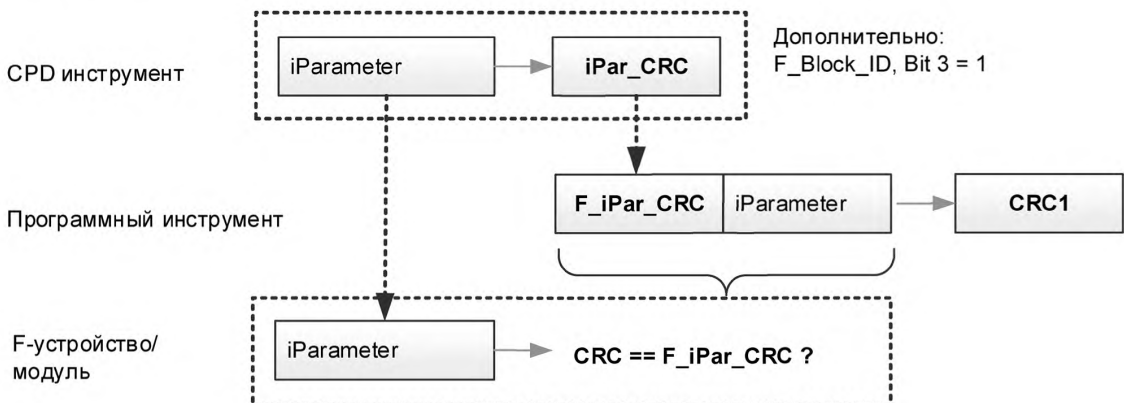 CPD инструмент
iParameter
iPar_CRC
Дополнительно:
F_Block_ID, Bit 3 = 1
Программный инструмент
F_iPar_CRC
iParameter
CRC1
F-устройство/
модуль
iParameter
CRC == F_iPar_CRC ?